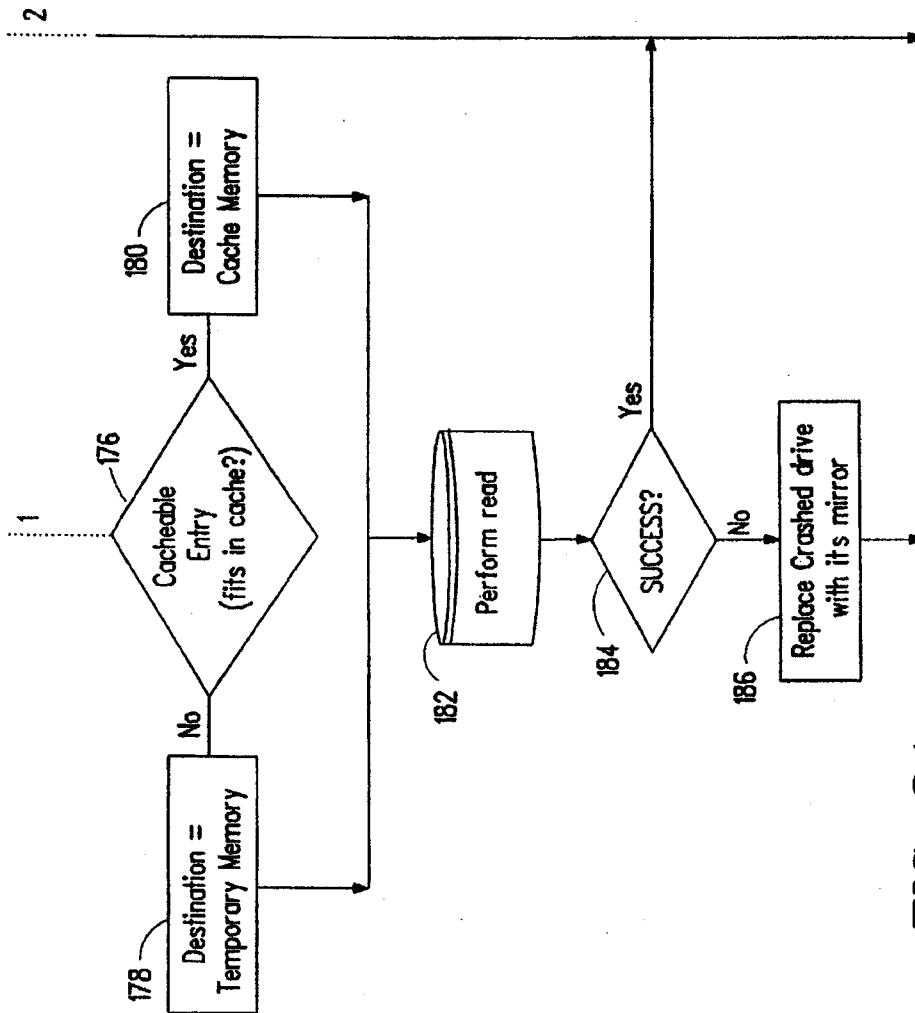 1
2
176
Cacheable
Entry
(fits in cache?)
No
Yes
178
Destination =
Temporary Memory
180
Destination =
Cache Memory
182
Perform read
184
SUCCESS?
Yes
No
186
Replace Crashed drive
with its mirror